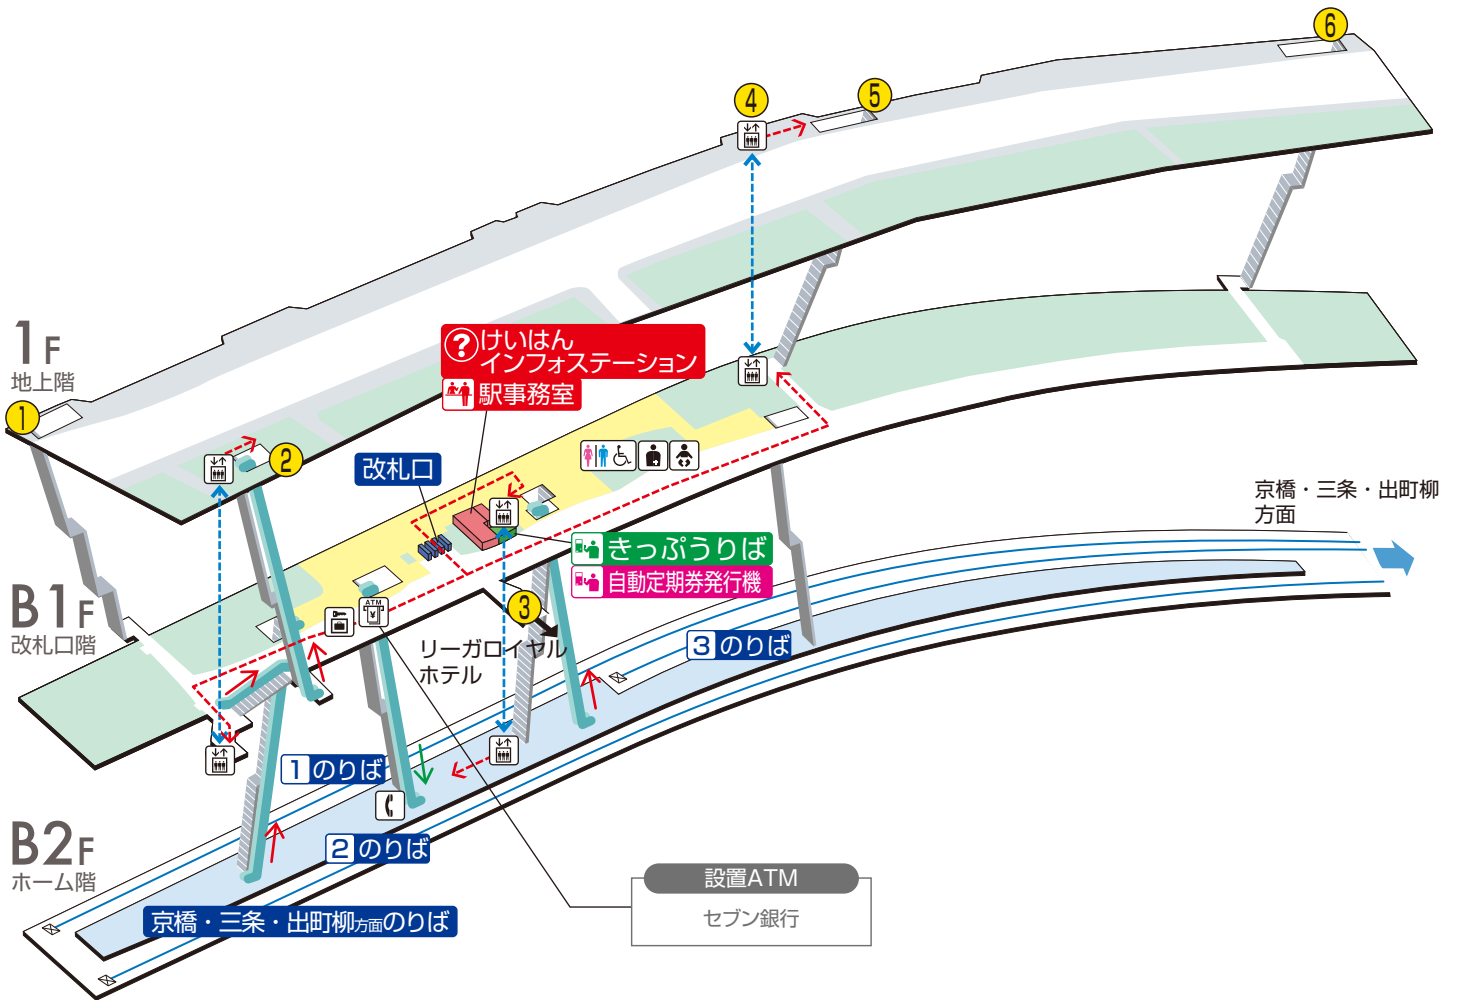 6
5
4
1F
地上階
1
2
?けいはん
インフォステーション
駅事務室
改札口
京橋・三条・出町柳
方面
きっぷうりば
自動定期券発行機
B1F
改札口階
ATM
3
リーガロイヤル
ホテル
3のりば
1のりば
2のりば
B2F
ホーム階
京橋・三条・出町柳方面のりば
設置ATM
セブン銀行